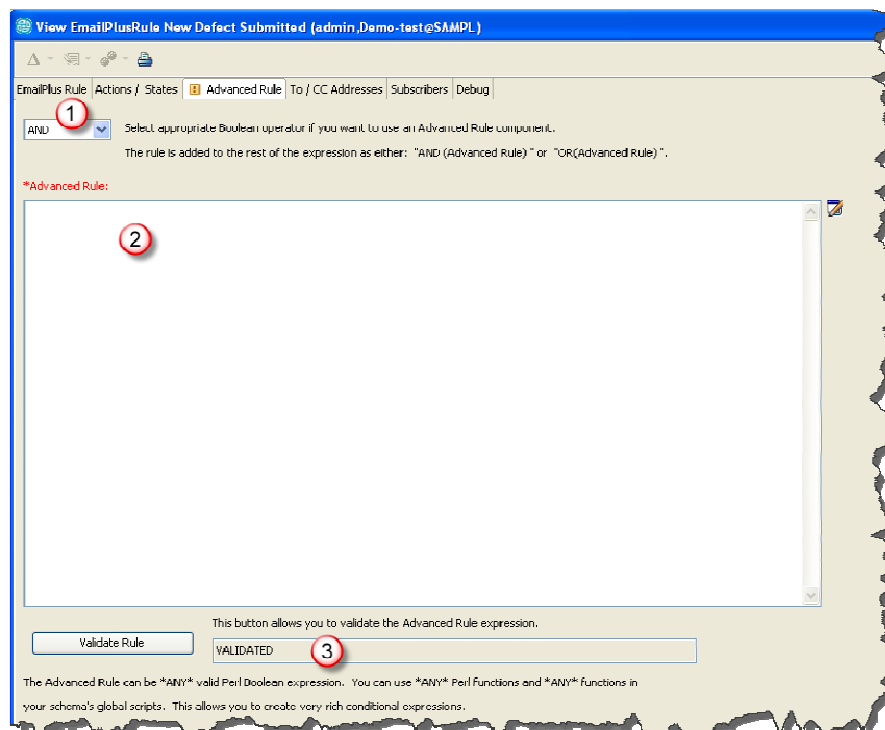 View EmailPlusRule New Defect Submitted (admin,Demo-test@SAMPL)
A
EmailPlus Rule Actions / States Advanced Rule To / CC Addresses Subscribers Debug
1
AND Select appropriate Boolean operator if you want to use an Advanced Rule component.
The rule is added to the rest of the expression as either: "AND (Advanced Rule) " or "OR(Advanced Rule) ".
*Advanced Rule:
2
This button allows you to validate the Advanced Rule expression.
Validate Rule VALIDATED 3
The Advanced Rule can be *ANY* valid Perl Boolean expression. You can use *ANY* Perl functions and *ANY* functions in
your schema's global scripts. This allows you to create very rich conditional expressions.